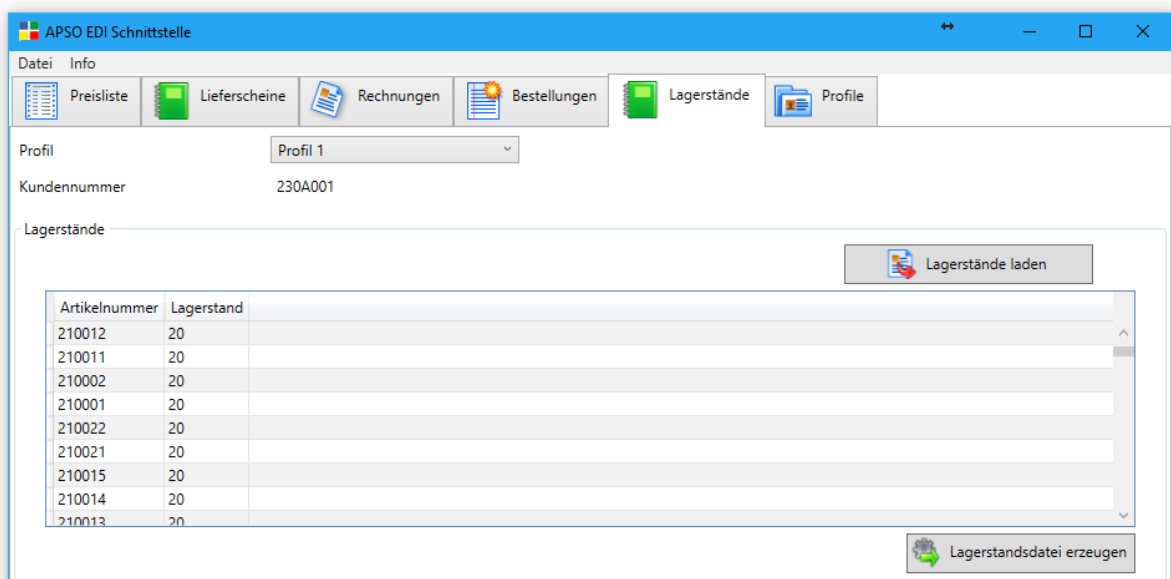 APSO EDI Schnittstelle
Datei Info
Preisliste Lieferscheine Rechnungen Bestellungen Lagerstände Profile
Profil Profil 1
Kundennummer 230A001
Lagerstände
Lagerstände laden
Artikelnummer Lagerstand
210012 20
210011 20
210002 20
210001 20
210022 20
210021 20
210015 20
210014 20
210013 20
Lagerstandsdatei erzeugen